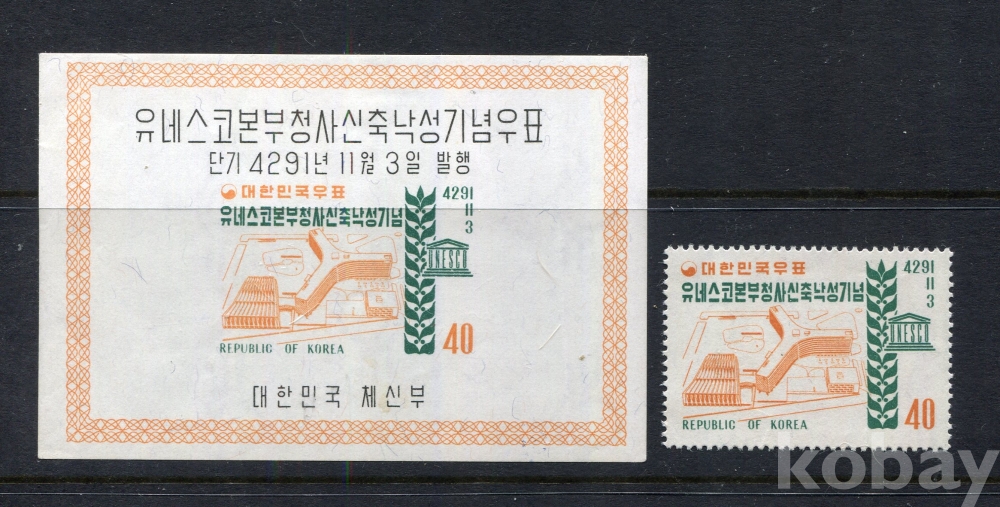 유네스코본부청사신축낙성기념우표
단기 4291년 11월 3일 발행
대한민국우표
유네스코본부청사신축낙성기념
4291
11
3
UNESCO
40
REPUBLIC OF KOREA
대한민국 체신부
대한민국우표
유네스코본부청사신축낙성기념
4291
11
3
UNESCO
40
REPUBLIC OF KOREA
kobay